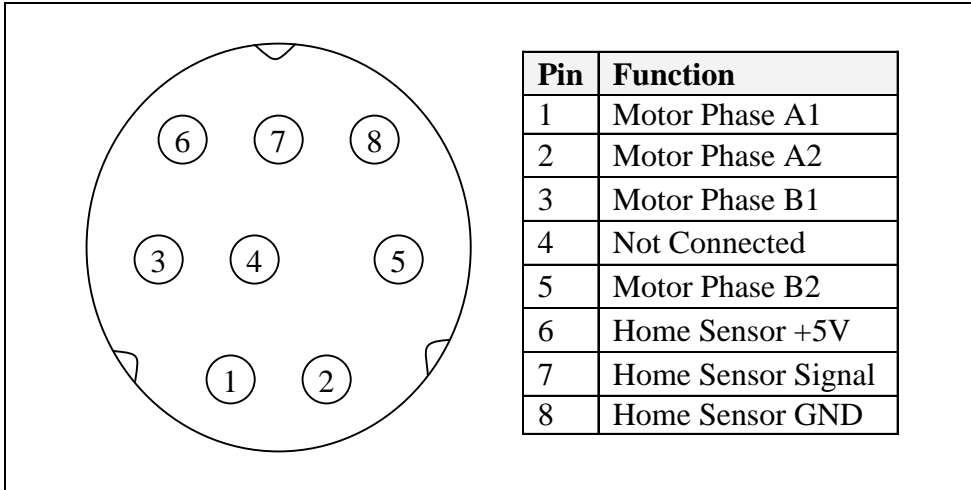 6 7 8
3 4 5
1 2
Pin Function
1 Motor Phase A1
2 Motor Phase A2
3 Motor Phase B1
4 Not Connected
5 Motor Phase B2
6 Home Sensor +5V
7 Home Sensor Signal
8 Home Sensor GND